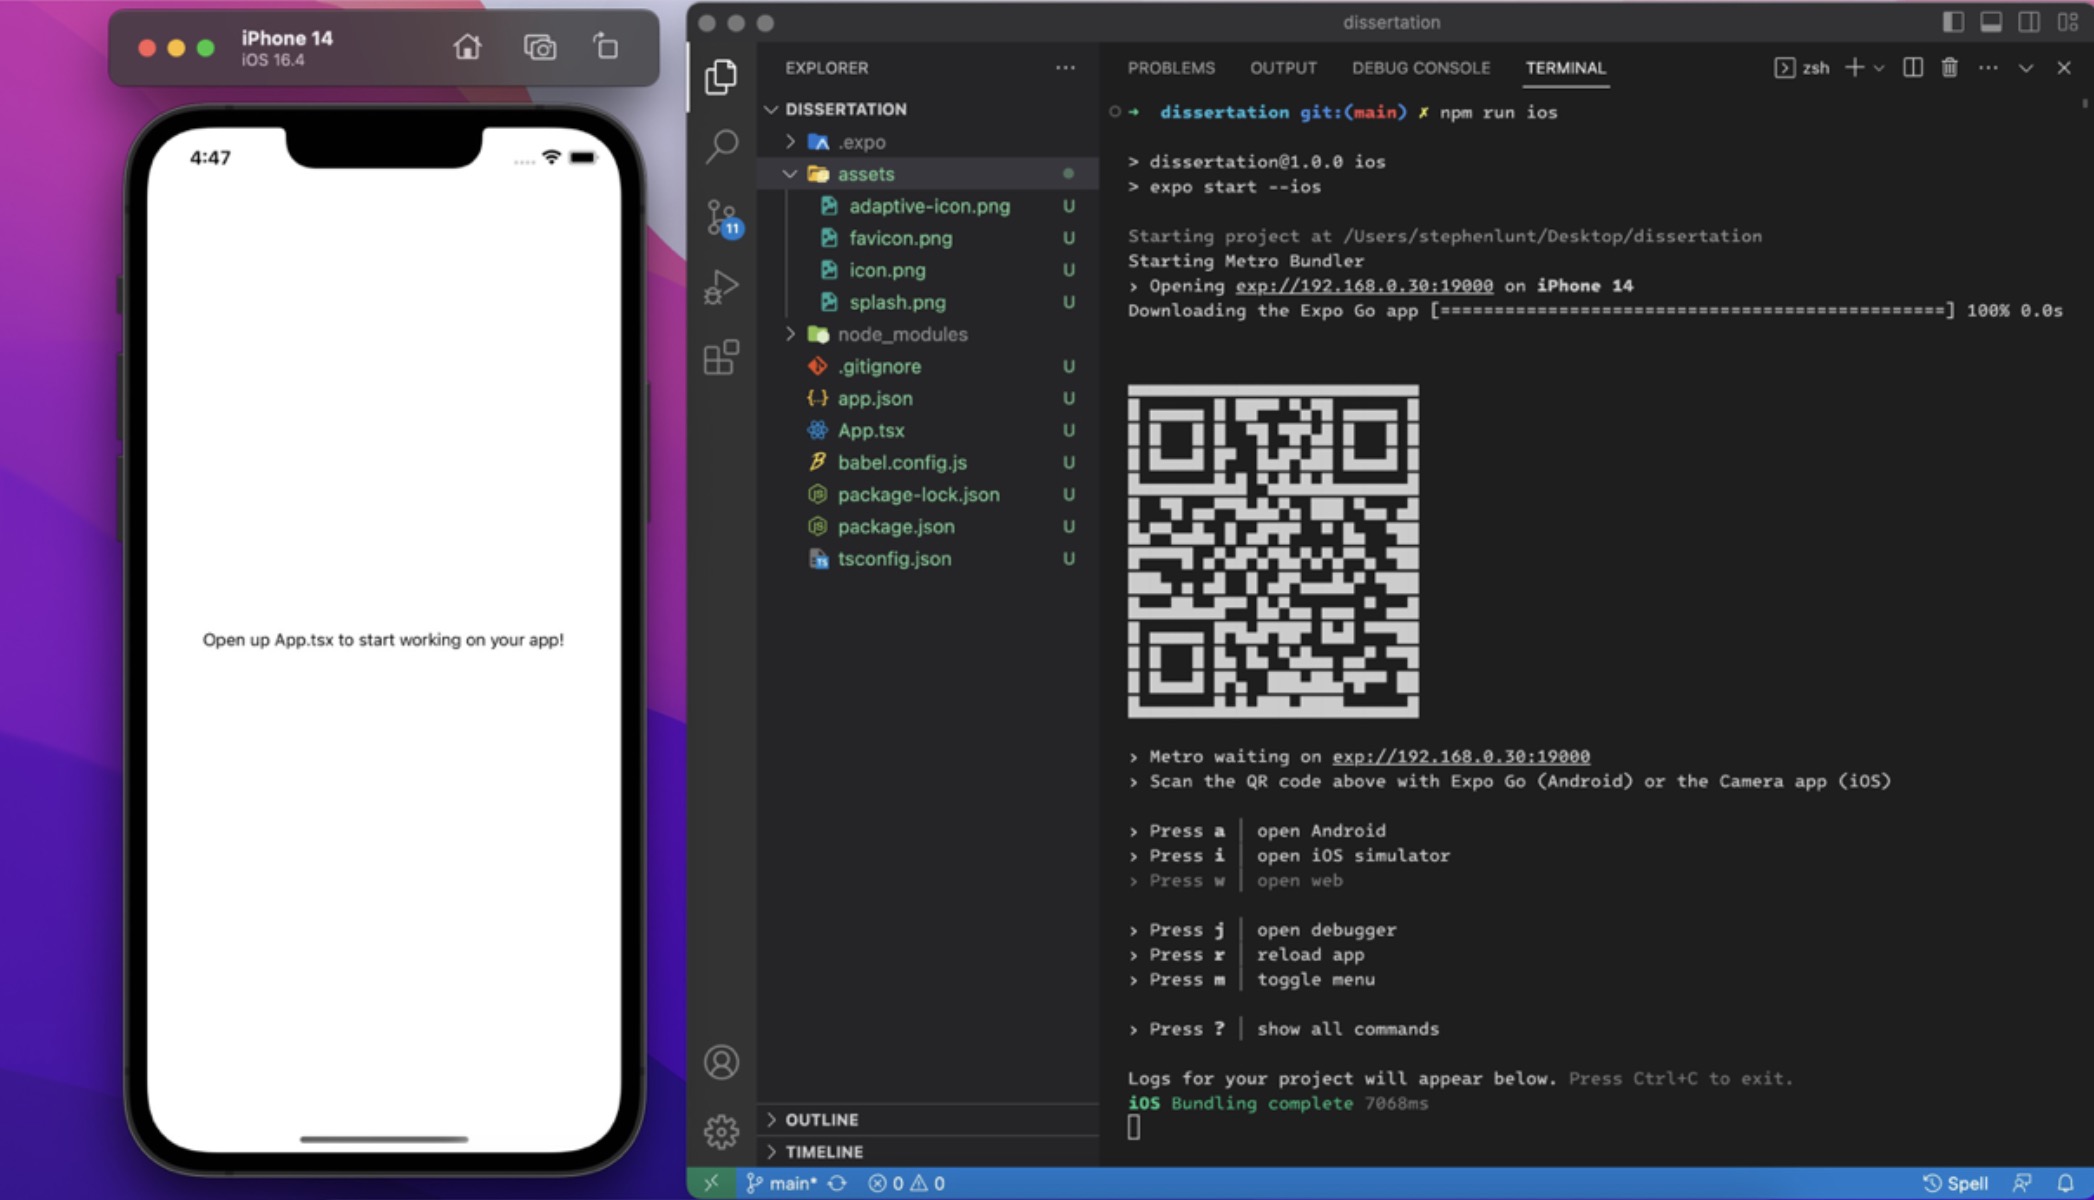 iPhone 14
iOS 16.4
4:47
Open up App.tsx to start working on your app!
dissertation
EXPLORER
DISSERTATION
.expo
assets
adaptive-icon.png U
favicon.png U
icon.png U
splash.png U
node_modules
.gitignore U
app.json U
App.tsx U
babel.config.js U
package-lock.json U
package.json U
tsconfig.json U
OUTLINE
TIMELINE
11
PROBLEMS OUTPUT DEBUG CONSOLE TERMINAL zsh
→ dissertation git:(main) ✗ npm run ios
> dissertation@1.0.0 ios
> expo start --ios
Starting project at /Users/stephenlunt/Desktop/dissertation
Starting Metro Bundler
› Opening exp://192.168.0.30:19000 on iPhone 14
Downloading the Expo Go app [===============================================] 100% 0.0s
› Metro waiting on exp://192.168.0.30:19000
› Scan the QR code above with Expo Go (Android) or the Camera app (iOS)
› Press a │ open Android
› Press i │ open iOS simulator
› Press w │ open web
› Press j │ open debugger
› Press r │ reload app
› Press m │ toggle menu
› Press ? │ show all commands
Logs for your project will appear below. Press Ctrl+C to exit.
iOS Bundling complete 7068ms
main* 0 0 Spell